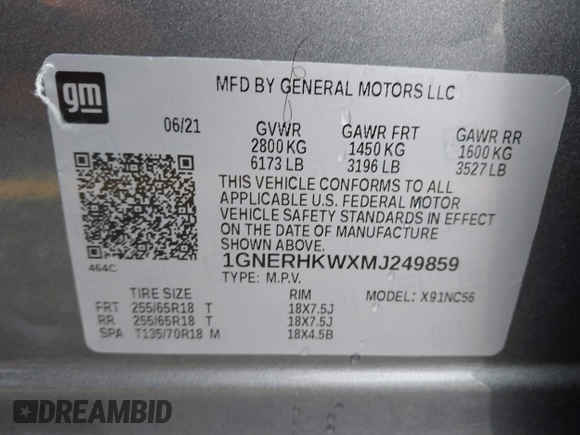 gm
MFD BY GENERAL MOTORS LLC
06/21 GVWR GAWR FRT GAWR RR
2800 KG 1450 KG 1600 KG
6173 LB 3196 LB 3527 LB
THIS VEHICLE CONFORMS TO ALL
APPLICABLE U.S. FEDERAL MOTOR
VEHICLE SAFETY STANDARDS IN EFFECT
ON THE DATE OF MANUFACTURE
SHOWN ABOVE.
1GNERHKWXMJ249859
464C
TYPE: M.P.V. MODEL: X91NC56
TIRE SIZE RIM
FRT 255/65R18 T 18X7.5J
RR 255/65R18 T 18X7.5J
SPA T135/70R18 M 18X4.5B
DREAMBID